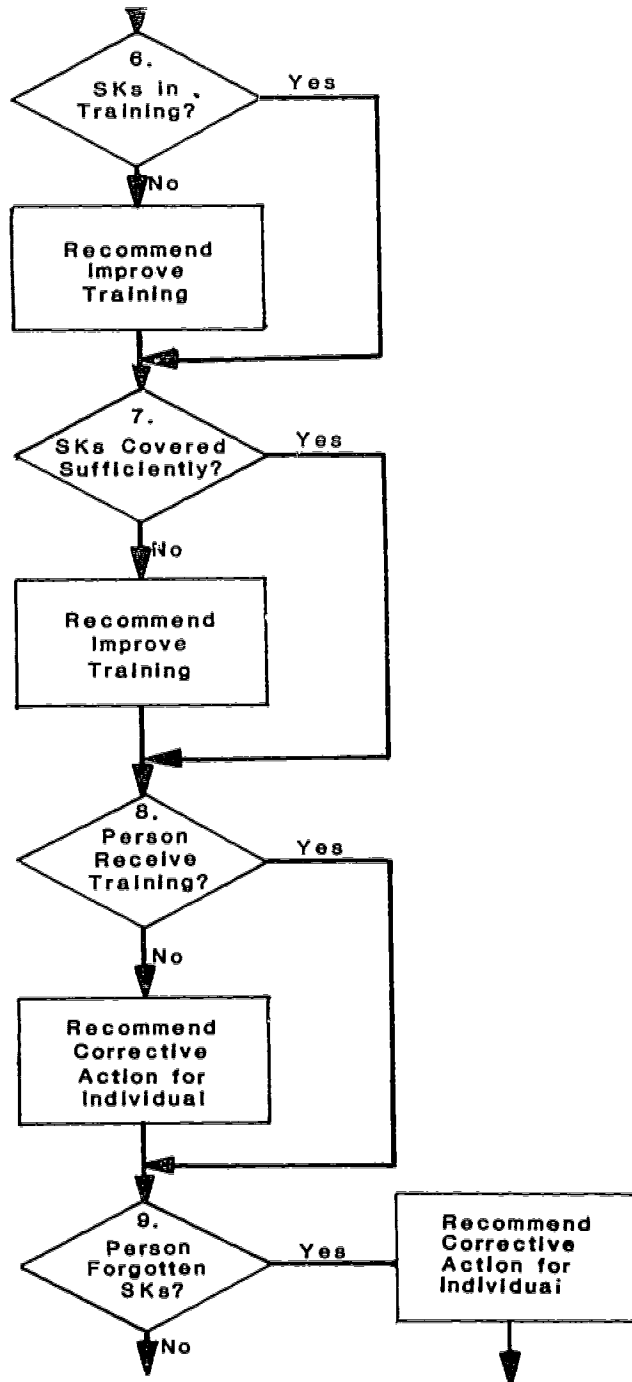 6.
SKs in
Training?
Yes
No
Recommend
Improve
Training
7.
SKs Covered
Sufficiently?
Yes
No
Recommend
Improve
Training
8.
Person
Receive
Training?
Yes
No
Recommend
Corrective
Action for
Individual
9.
Person
Forgotten
SKs?
Yes
Recommend
Corrective
Action for
Individual
No